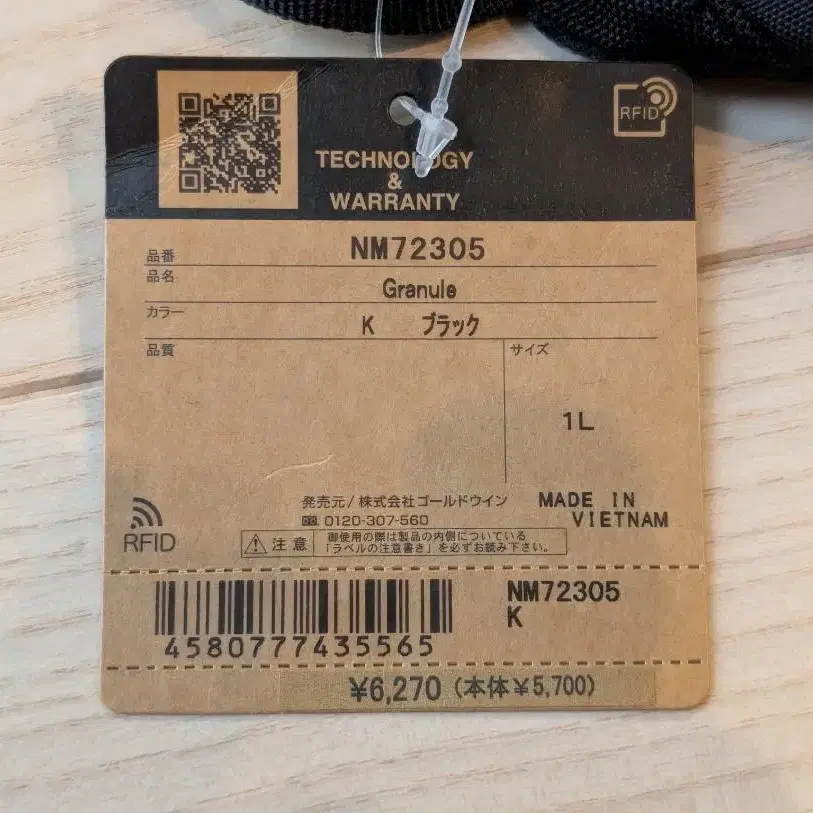 RFID
TECHNOLOGY
&
WARRANTY
品番 NM72305
品名 Granule
カラー K ブラック
品質
サイズ
1L
発売元/株式会社ゴールドウイン
0120-307-560
MADE IN
VIETNAM
RFID
注意
御使用の際は製品の内側についている
「ラベルの注意書き」を必ずお読み下さい。
4580777435565
NM72305
K
¥6,270 (本体¥5,700)